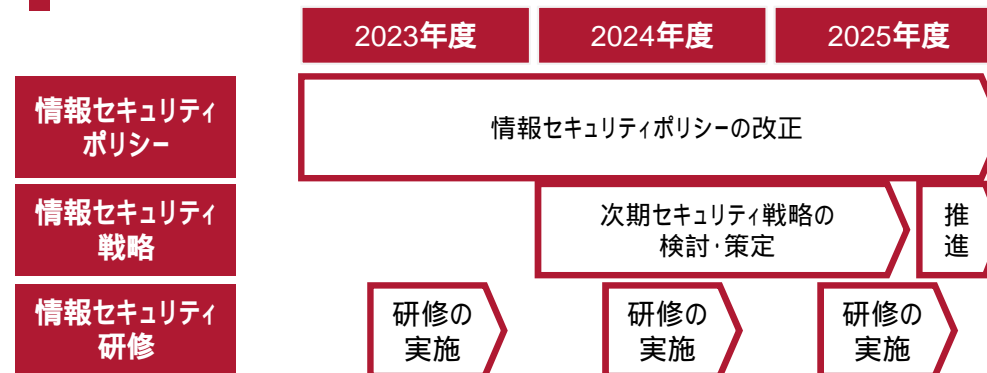 2023年度
2024年度
2025年度
情報セキュリティ
ポリシー
情報セキュリティポリシーの改正
情報セキュリティ
戦略
次期セキュリティ戦略の
検討・策定
推
進
情報セキュリティ
研修
研修の
実施
研修の
実施
研修の
実施